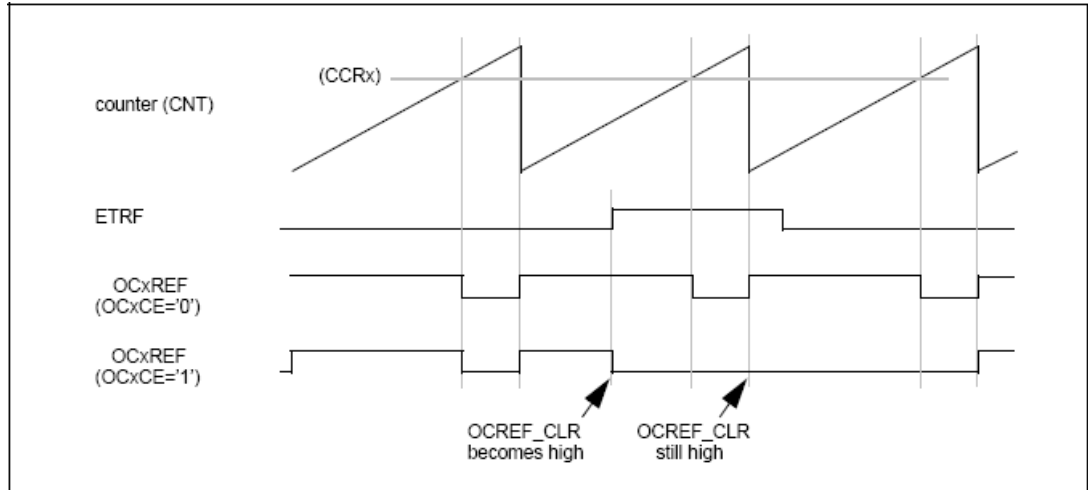 (CCRx)
counter (CNT)
ETRF
OCxREF
(OCxCE='0')
OCxREF
(OCxCE='1')
OCREF_CLR
becomes high
OCREF_CLR
still high